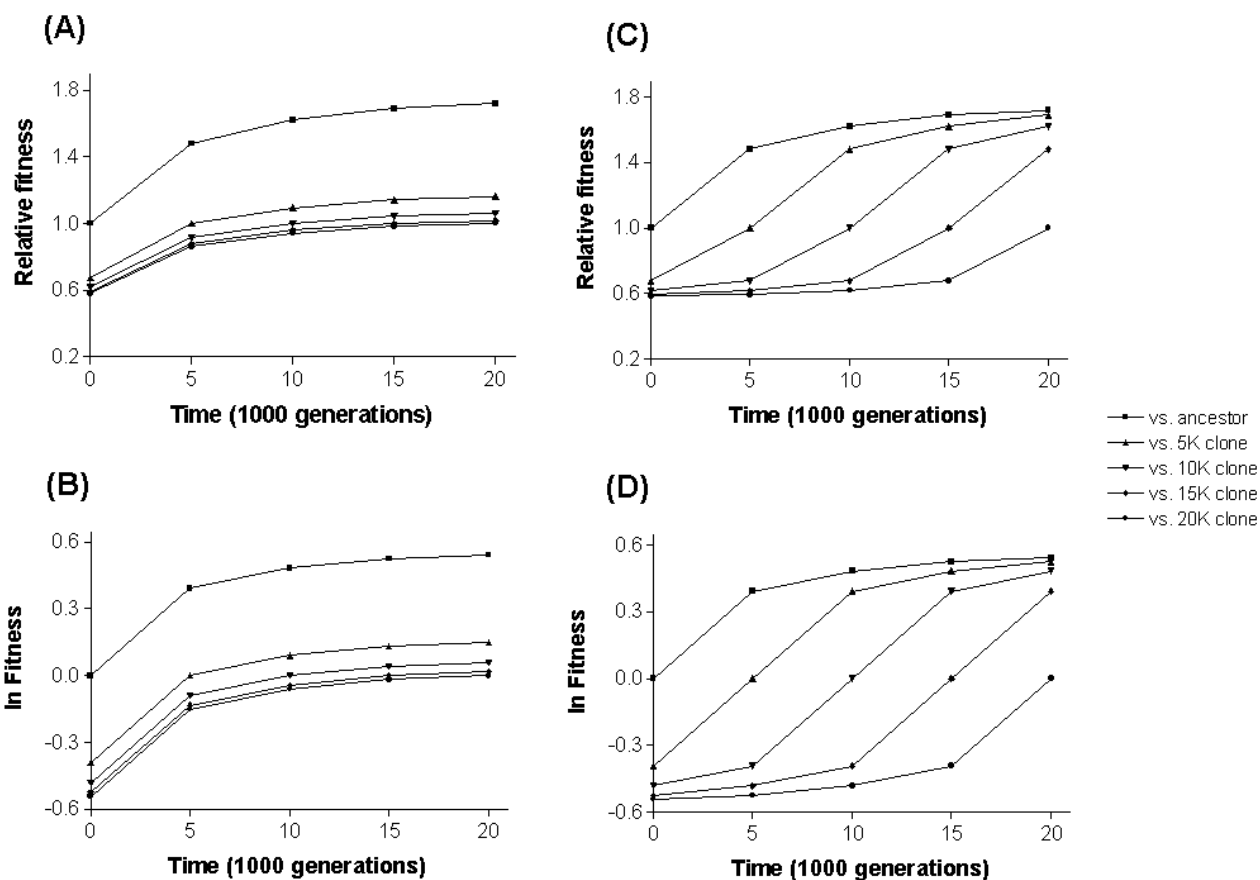 (A)
1.8
1.4
1.0
0.6
0.2
Relative fitness
0 5 10 15 20
Time (1000 generations)
(C)
1.8
1.4
1.0
0.6
0.2
Relative fitness
0 5 10 15 20
Time (1000 generations)
vs. ancestor
vs. 5K clone
vs. 10K clone
vs. 15K clone
vs. 20K clone
(B)
0.6
0.3
0.0
-0.3
-0.6
ln Fitness
0 5 10 15 20
Time (1000 generations)
(D)
0.6
0.3
0.0
-0.3
-0.6
ln Fitness
0 5 10 15 20
Time (1000 generations)